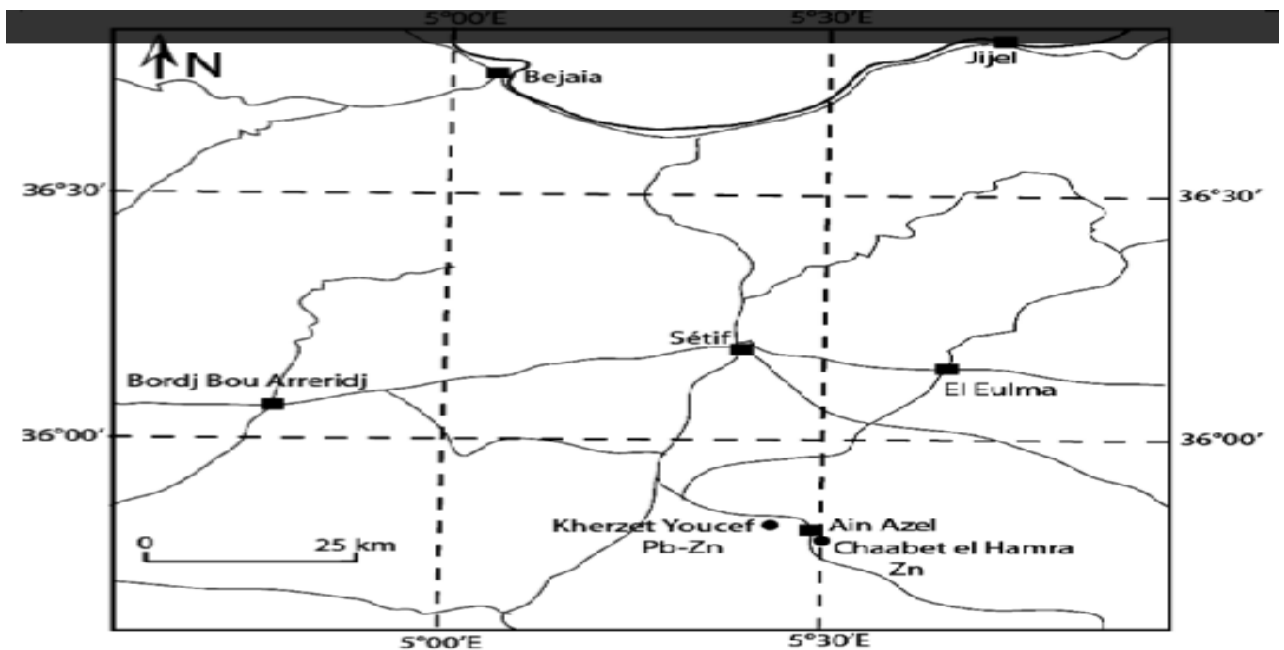 5°00'E
5°30'E
N
Bejaia
Jijel
36°30'
36°30'
Sétif
Bordj Bou Arreridj
El Eulma
36°00'
36°00'
Kherzet Youcef
Pb-Zn
Ain Azel
Chaabet el Hamra
Zn
0
25 km
5°00'E
5°30'E